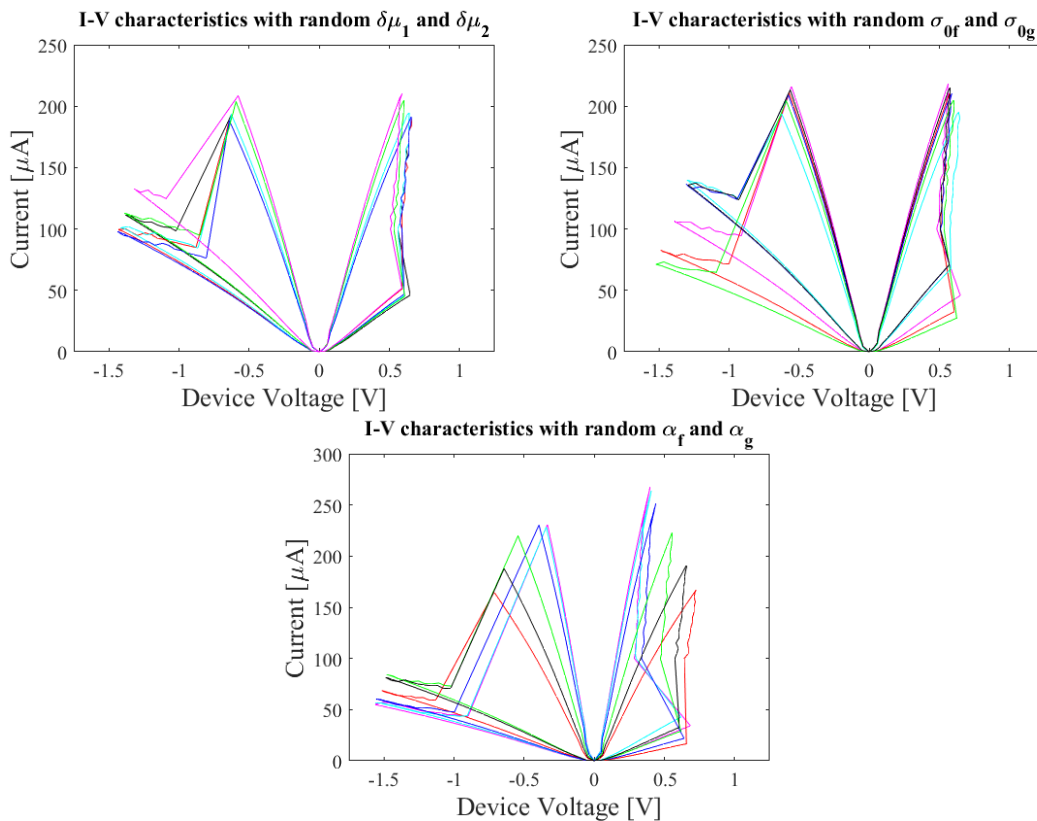 I-V characteristics with random δμ1 and δμ2
Current [μA]
250
200
150
100
50
0
-1.5 -1 -0.5 0 0.5 1
Device Voltage [V]
I-V characteristics with random σ0f and σ0g
Current [μA]
250
200
150
100
50
0
-1.5 -1 -0.5 0 0.5 1
Device Voltage [V]
I-V characteristics with random αf and αg
Current [μA]
300
250
200
150
100
50
0
-1.5 -1 -0.5 0 0.5 1
Device Voltage [V]